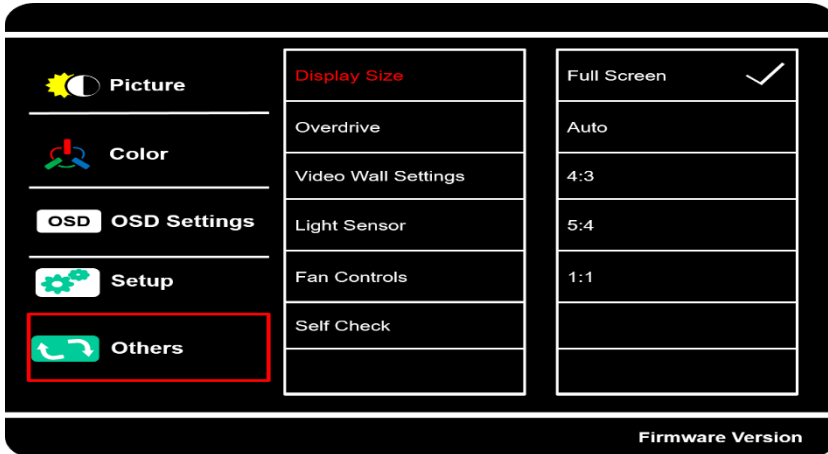 Picture
Color
OSD OSD Settings
Setup
Others
Display Size
Overdrive
Video Wall Settings
Light Sensor
Fan Controls
Self Check
Full Screen
Auto
4:3
5:4
1:1
Firmware Version